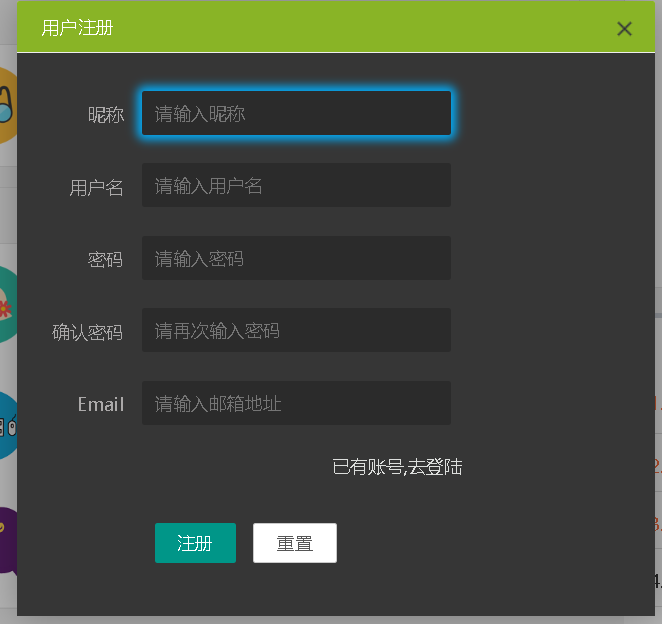 用户注册
昵称 请输入昵称
用户名 请输入用户名
密码 请输入密码
确认密码 请再次输入密码
Email 请输入邮箱地址
已有账号,去登陆
注册 重置